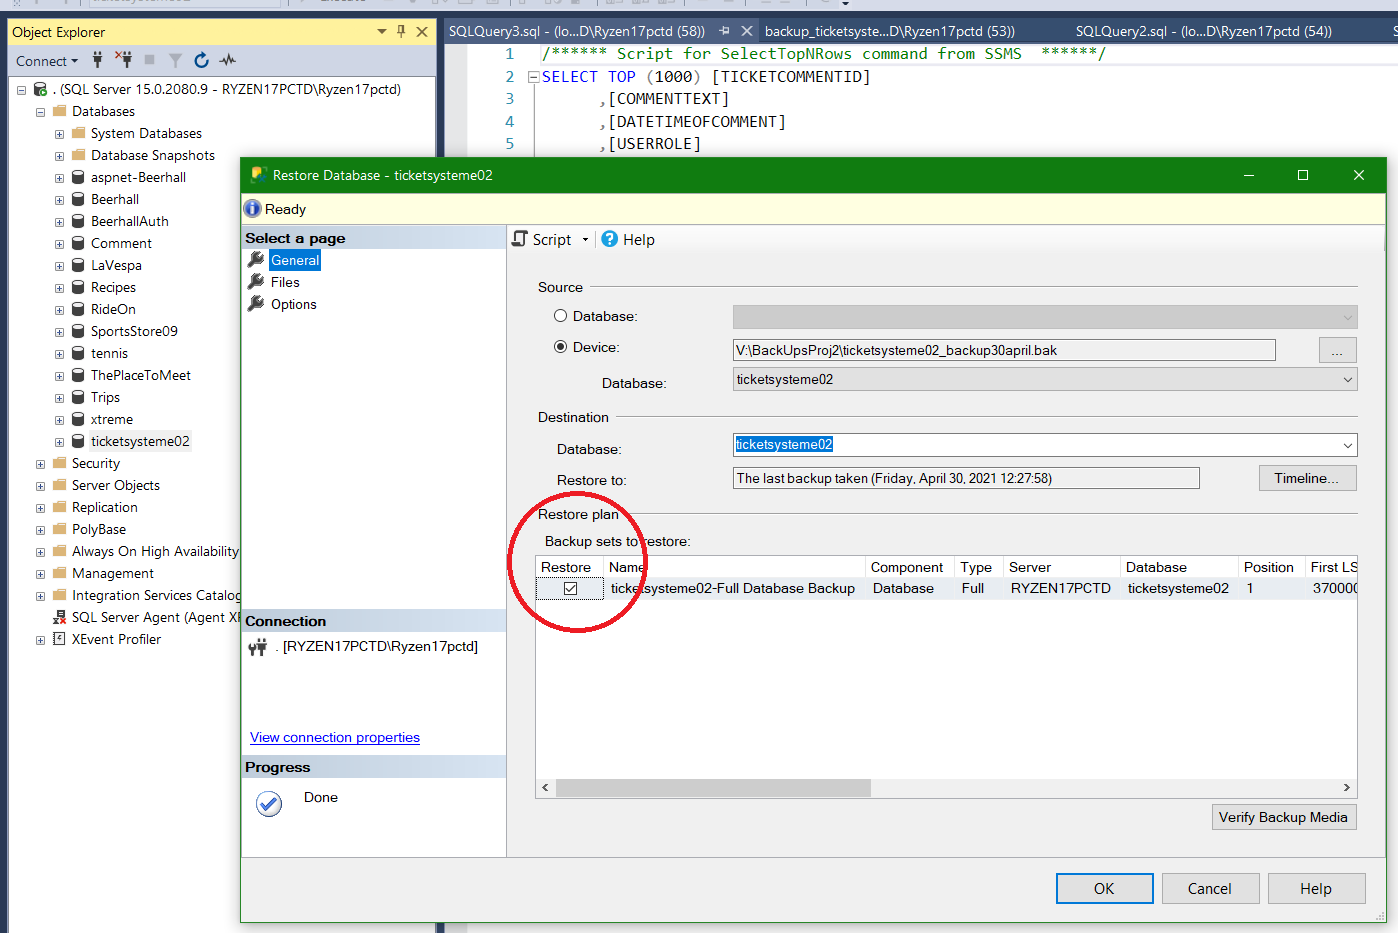 Object Explorer
Connect
. (SQL Server 15.0.2080.9 - RYZEN17PCTD\Ryzen17pctd)
Databases
System Databases
Database Snapshots
aspnet-Beerhall
Beerhall
BeerhallAuth
Comment
LaVespa
Recipes
RideOn
SportsStore09
tennis
ThePlaceToMeet
Trips
xtreme
ticketsysteme02
Security
Server Objects
Replication
PolyBase
Always On High Availability
Management
Integration Services Catalog
SQL Server Agent (Agent XP
XEvent Profiler
SQLQuery3.sql - (lo...D\Ryzen17pctd (58))
backup_ticketsyste...D\Ryzen17pctd (53))
SQLQuery2.sql - (lo...D\Ryzen17pctd (54))
1 /****** Script for SelectTopNRows command from SSMS ******/
2 SELECT TOP (1000) [TICKETCOMMENTID]
3 ,[COMMENTTEXT]
4 ,[DATETIMEOFCOMMENT]
5 ,[USERROLE]
Restore Database - ticketsysteme02
Ready
Select a page
General
Files
Options
Connection
. [RYZEN17PCTD\Ryzen17pctd]
View connection properties
Progress
Done
Script
Help
Source
Database:
Device: V:\BackUpsProj2\ticketsysteme02_backup30april.bak ...
Database: ticketsysteme02
Destination
Database: ticketsysteme02
Restore to: The last backup taken (Friday, April 30, 2021 12:27:58) Timeline...
Restore plan
Backup sets to restore:
Restore Name Component Type Server Database Position First LS
ticketsysteme02-Full Database Backup Database Full RYZEN17PCTD ticketsysteme02 1 370000
Verify Backup Media
OK Cancel Help